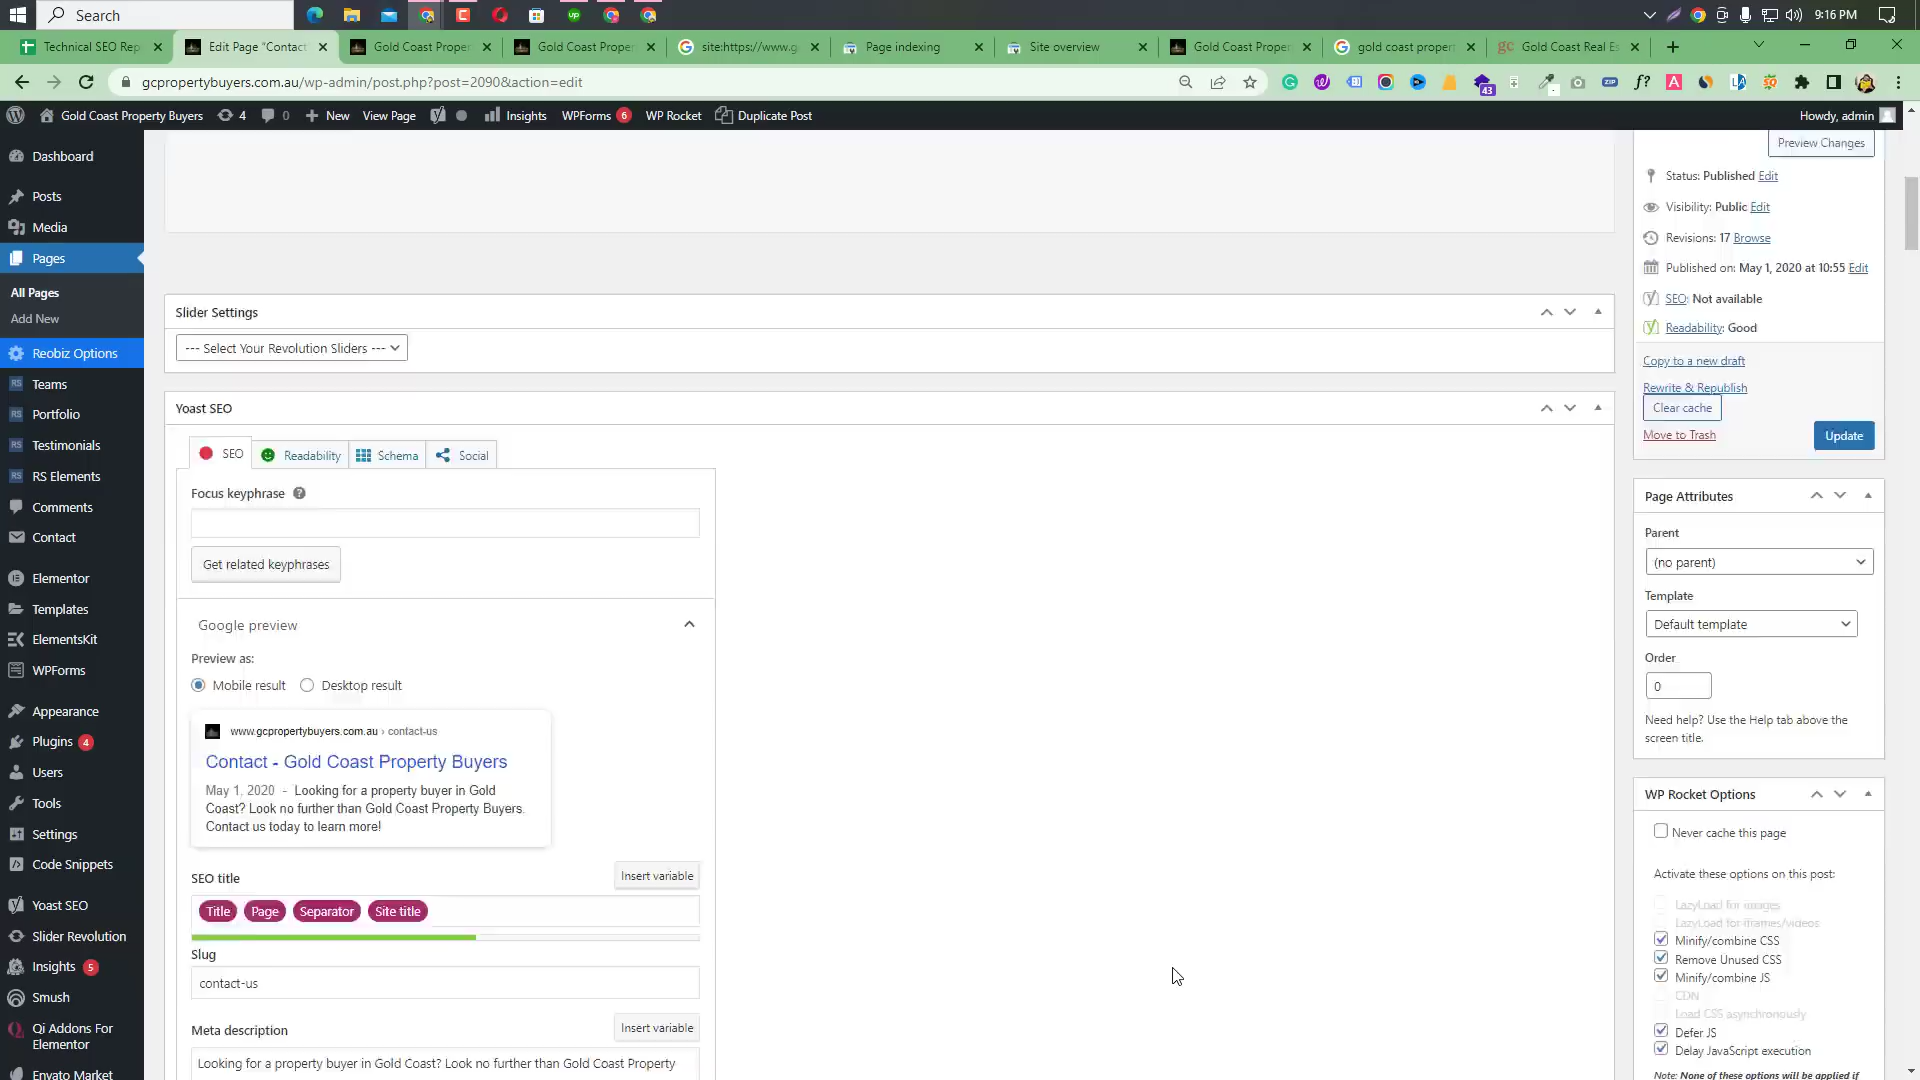 Search
9:16 PM
Technical SEO Rep
Edit Page "Contact
Gold Coast Proper
Gold Coast Proper
site:https://www.g
Page indexing
Site overview
Gold Coast Proper
gold coast propert
gc Gold Coast Real Es
gcpropertybuyers.com.au/wp-admin/post.php?post=2090&action=edit
43
Gold Coast Property Buyers
4
0
New
View Page
Insights
WPForms 6
WP Rocket
Duplicate Post
Howdy, admin
Dashboard
Posts
Media
Pages
All Pages
Add New
Reobiz Options
Teams
Portfolio
Testimonials
RS Elements
Comments
Contact
Elementor
Templates
ElementsKit
WPForms
Appearance
Plugins 4
Users
Tools
Settings
Code Snippets
Yoast SEO
Slider Revolution
Insights 5
Smush
Qi Addons For
Elementor
Envato Market
Slider Settings
--- Select Your Revolution Sliders ---
Yoast SEO
SEO
Readability
Schema
Social
Focus keyphrase
Get related keyphrases
Google preview
Preview as:
Mobile result
Desktop result
www.gcpropertybuyers.com.au › contact-us
Contact - Gold Coast Property Buyers
May 1, 2020 - Looking for a property buyer in Gold
Coast? Look no further than Gold Coast Property Buyers.
Contact us today to learn more!
SEO title
Insert variable
Title
Page
Separator
Site title
Slug
contact-us
Meta description
Insert variable
Looking for a property buyer in Gold Coast? Look no further than Gold Coast Property
Preview Changes
Status: Published Edit
Visibility: Public Edit
Revisions: 17 Browse
Published on: May 1, 2020 at 10:55 Edit
SEO: Not available
Readability: Good
Copy to a new draft
Rewrite & Republish
Clear cache
Move to Trash
Update
Page Attributes
Parent
(no parent)
Template
Default template
Order
0
Need help? Use the Help tab above the
screen title.
WP Rocket Options
Never cache this page
Activate these options on this post:
LazyLoad for images
LazyLoad for iframes/videos
Minify/combine CSS
Remove Unused CSS
Minify/combine JS
CDN
Load CSS asynchronously
Defer JS
Delay JavaScript execution
Note: None of these options will be applied if